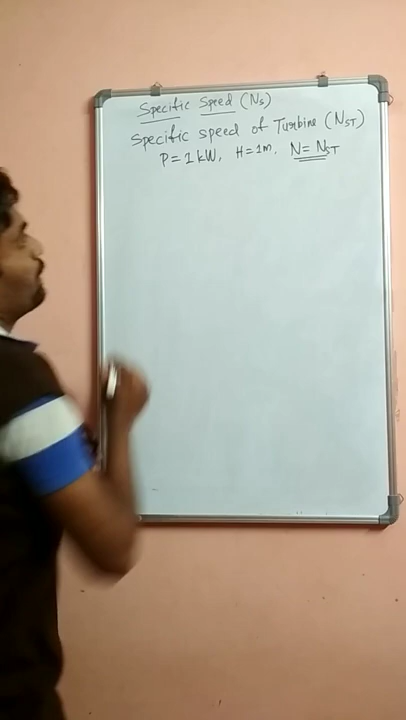 Specific Speed (Ns)
Specific speed of Turbine (NST)
P = 1 kW, H = 1m, N = NST